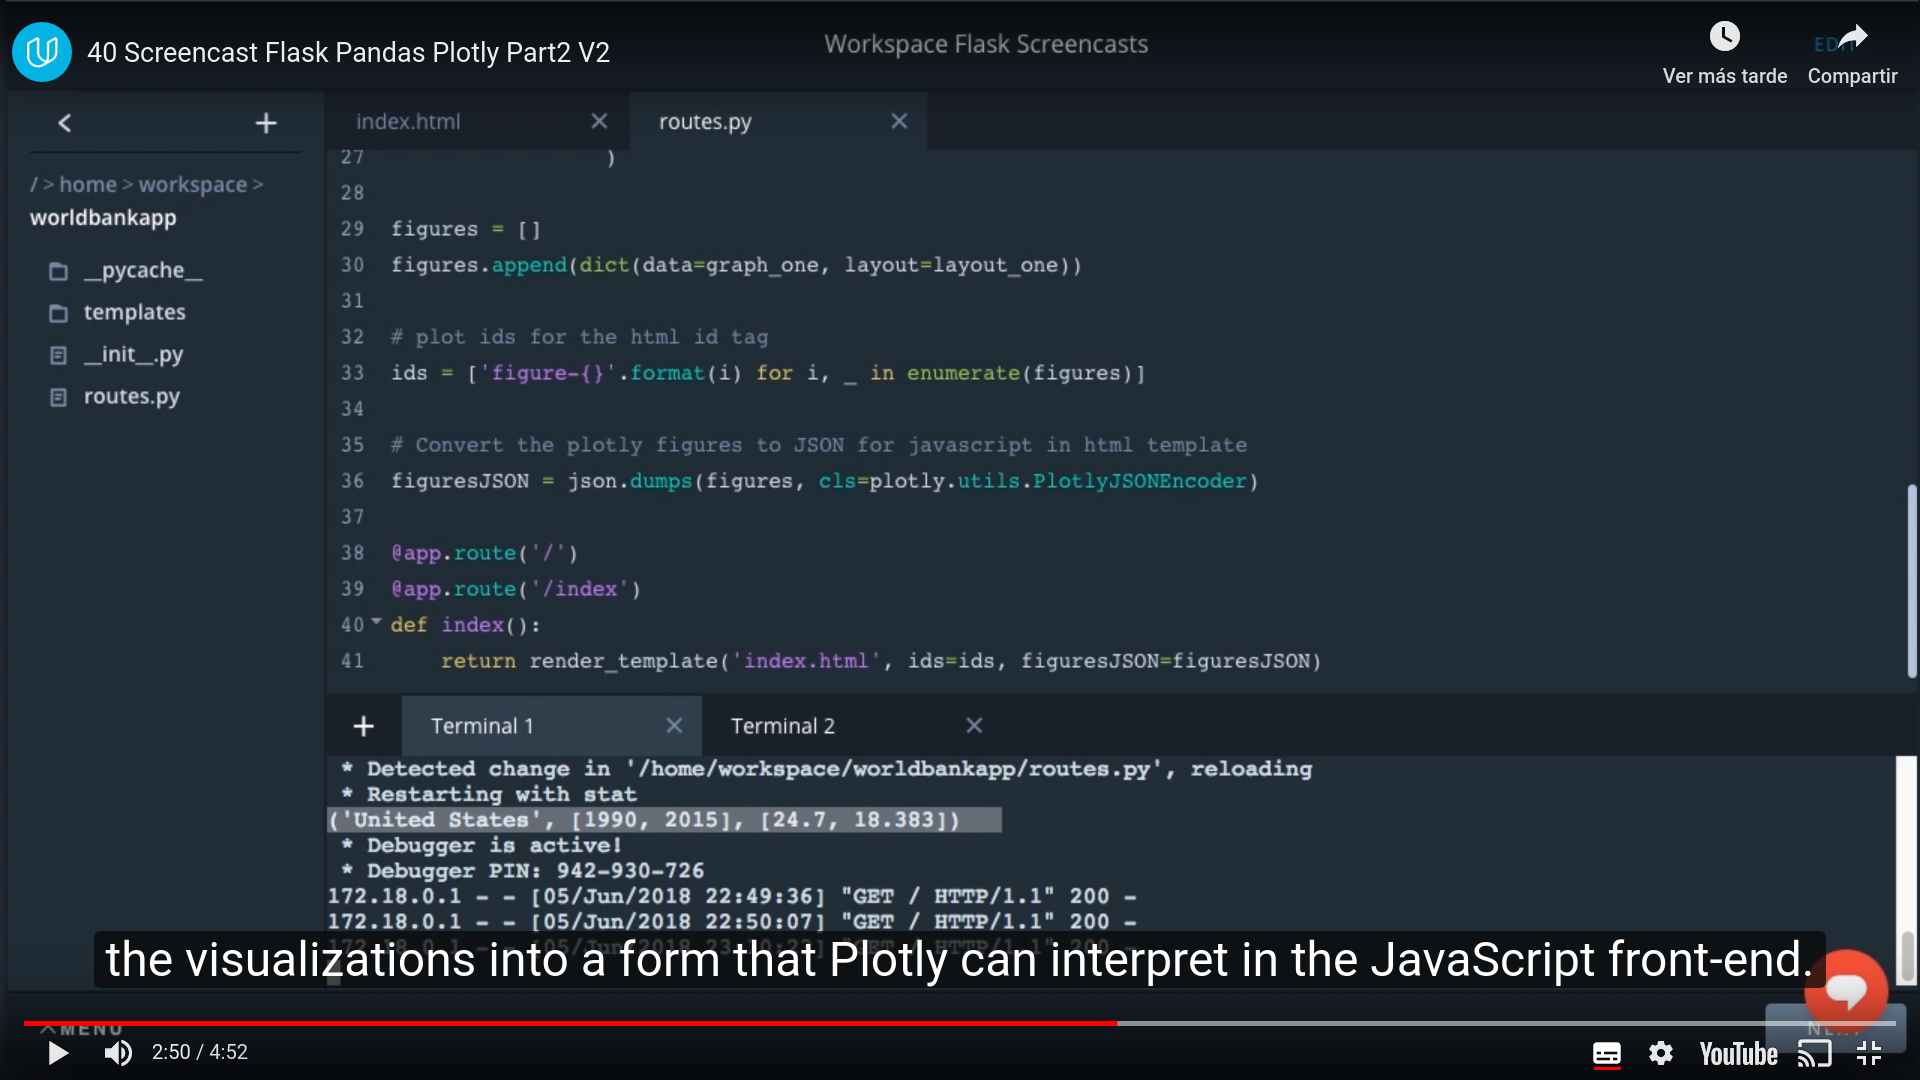 40 Screencast Flask Pandas Plotly Part2 V2
Workspace Flask Screencasts
Ver más tarde
Compartir
index.html
routes.py
/ > home > workspace >
worldbankapp
__pycache__
templates
__init__.py
routes.py
27 )
28
29 figures = []
30 figures.append(dict(data=graph_one, layout=layout_one))
31
32 # plot ids for the html id tag
33 ids = ['figure-{}'.format(i) for i, _ in enumerate(figures)]
34
35 # Convert the plotly figures to JSON for javascript in html template
36 figuresJSON = json.dumps(figures, cls=plotly.utils.PlotlyJSONEncoder)
37
38 @app.route('/')
39 @app.route('/index')
40 def index():
41 return render_template('index.html', ids=ids, figuresJSON=figuresJSON)
Terminal 1
Terminal 2
* Detected change in '/home/workspace/worldbankapp/routes.py', reloading
* Restarting with stat
('United States', [1990, 2015], [24.7, 18.383])
* Debugger is active!
* Debugger PIN: 942-930-726
172.18.0.1 - - [05/Jun/2018 22:49:36] "GET / HTTP/1.1" 200 -
172.18.0.1 - - [05/Jun/2018 22:50:07] "GET / HTTP/1.1" 200 -
the visualizations into a form that Plotly can interpret in the JavaScript front-end.
MENU
2:50 / 4:52
YouTube